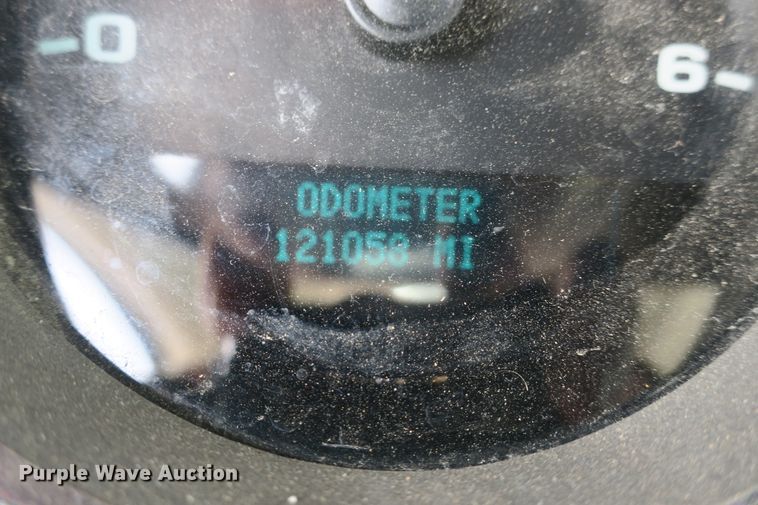 0
6
ODOMETER
121058 MI
Purple Wave Auction